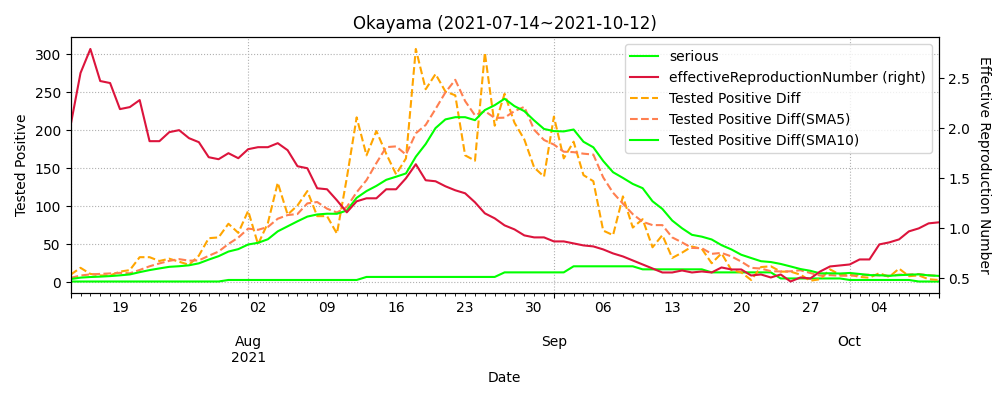 Okayama (2021-07-14~2021-10-12)
serious
effectiveReproductionNumber (right)
Tested Positive Diff
Tested Positive Diff(SMA5)
Tested Positive Diff(SMA10)
Tested Positive
300
250
200
150
100
50
0
2.5
2.0
1.5
1.0
0.5
Effective Reproduction Number
19 26 02 09 16 23 30 06 13 20 27 04
Aug Sep Oct
2021
Date